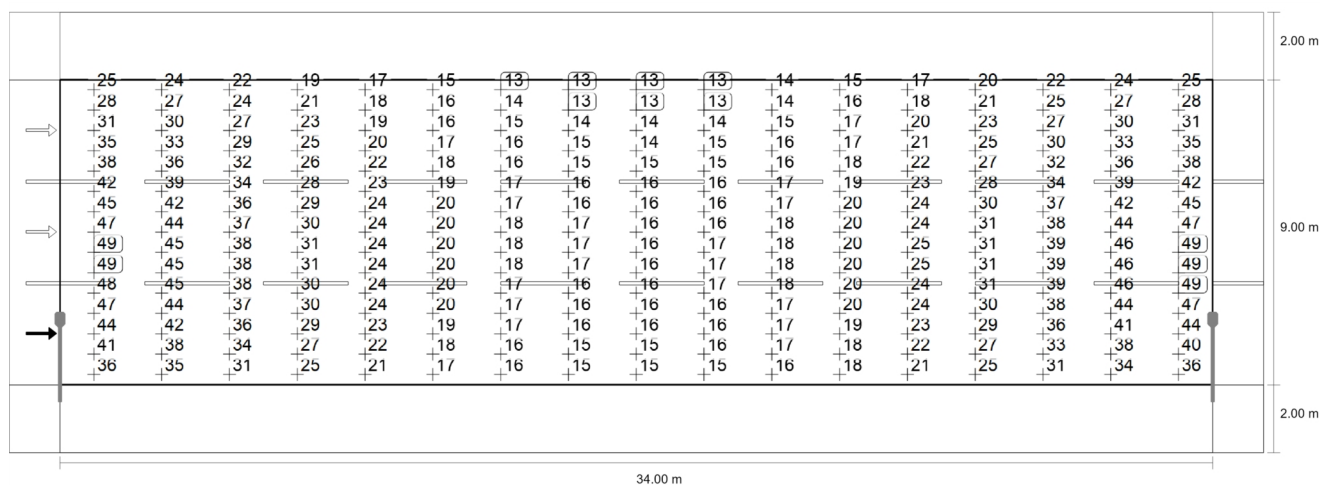 2.00 m
25 24 22 19 17 15 13 13 13 13 14 15 17 20 22 24 25
28 27 24 21 18 16 14 13 13 13 14 16 18 21 25 27 28
31 30 27 23 19 16 15 14 14 14 15 17 20 23 27 30 31
35 33 29 25 20 17 16 15 14 15 16 17 21 25 30 33 35
38 36 32 26 22 18 16 15 15 15 16 18 22 27 32 36 38
42 39 34 28 23 19 17 16 16 16 17 19 23 28 34 39 42
45 42 36 29 24 20 17 16 16 16 17 20 24 30 37 42 45
47 44 37 30 24 20 18 17 16 17 18 20 24 31 38 44 47
9.00 m
49 45 38 31 24 20 18 17 16 17 18 20 25 31 39 46 49
49 45 38 31 24 20 18 17 16 17 18 20 25 31 39 46 49
48 45 38 30 24 20 17 16 16 17 18 20 24 31 39 46 49
47 44 37 30 24 20 17 16 16 16 17 20 24 30 38 44 47
44 42 36 29 23 19 17 16 16 16 17 19 23 29 36 41 44
41 38 34 27 22 18 16 15 15 16 17 18 22 27 33 38 40
36 35 31 25 21 17 16 15 15 15 16 18 21 25 31 34 36
2.00 m
34.00 m